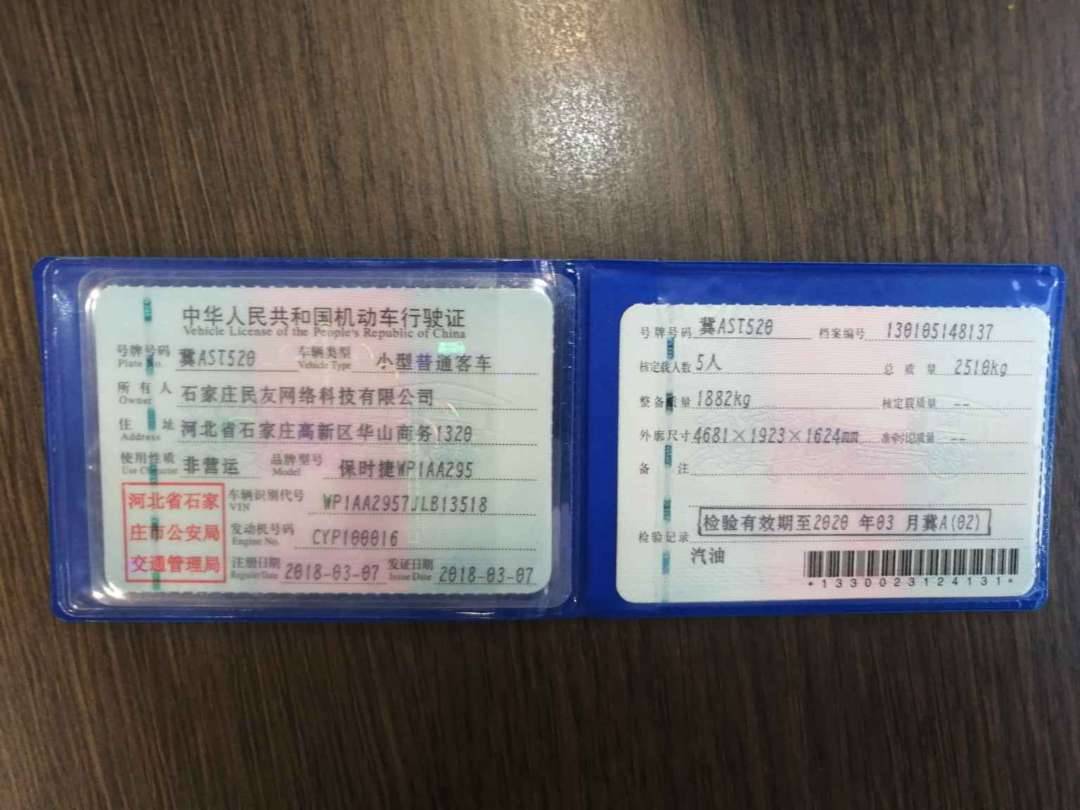 中华人民共和国机动车行驶证
Vehicle License of the People's Republic of China
号牌号码 冀AST520 车辆类型 小型普通客车
Plate No. Vehicle Type
所有人 石家庄民友网络科技有限公司
Owner
住址 河北省石家庄高新区华山商务1320
Address
使用性质 非营运 品牌型号 保时捷WP1AA295
Use Character Model
河北省石家
庄市公安局
交通管理局
车辆识别代号 WP1AA2957JLB13518
VIN
发动机号码 CYP100016
Engine No.
注册日期 2018-03-07 发证日期 2018-03-07
Register Date Issue Date
号牌号码 冀AST520 档案编号 130105148137
核定载人数 5人 总质量 2510kg
整备质量 1882kg 核定载质量 --
外廓尺寸 4681×1923×1624mm 准牵引总质量 --
备注
检验记录 检验有效期至2020年03月冀A(02)
汽油
*1330023124131*